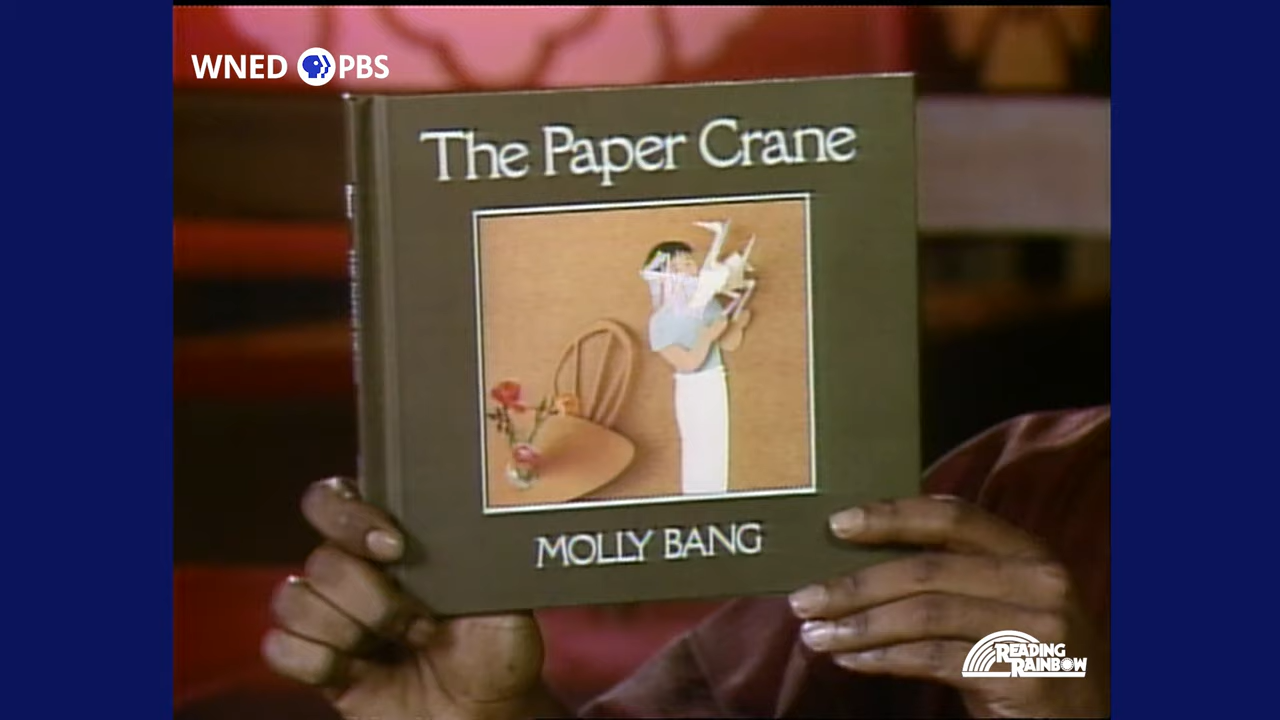 WNED PBS
The Paper Crane
MOLLY BANG
READING
RAINBOW